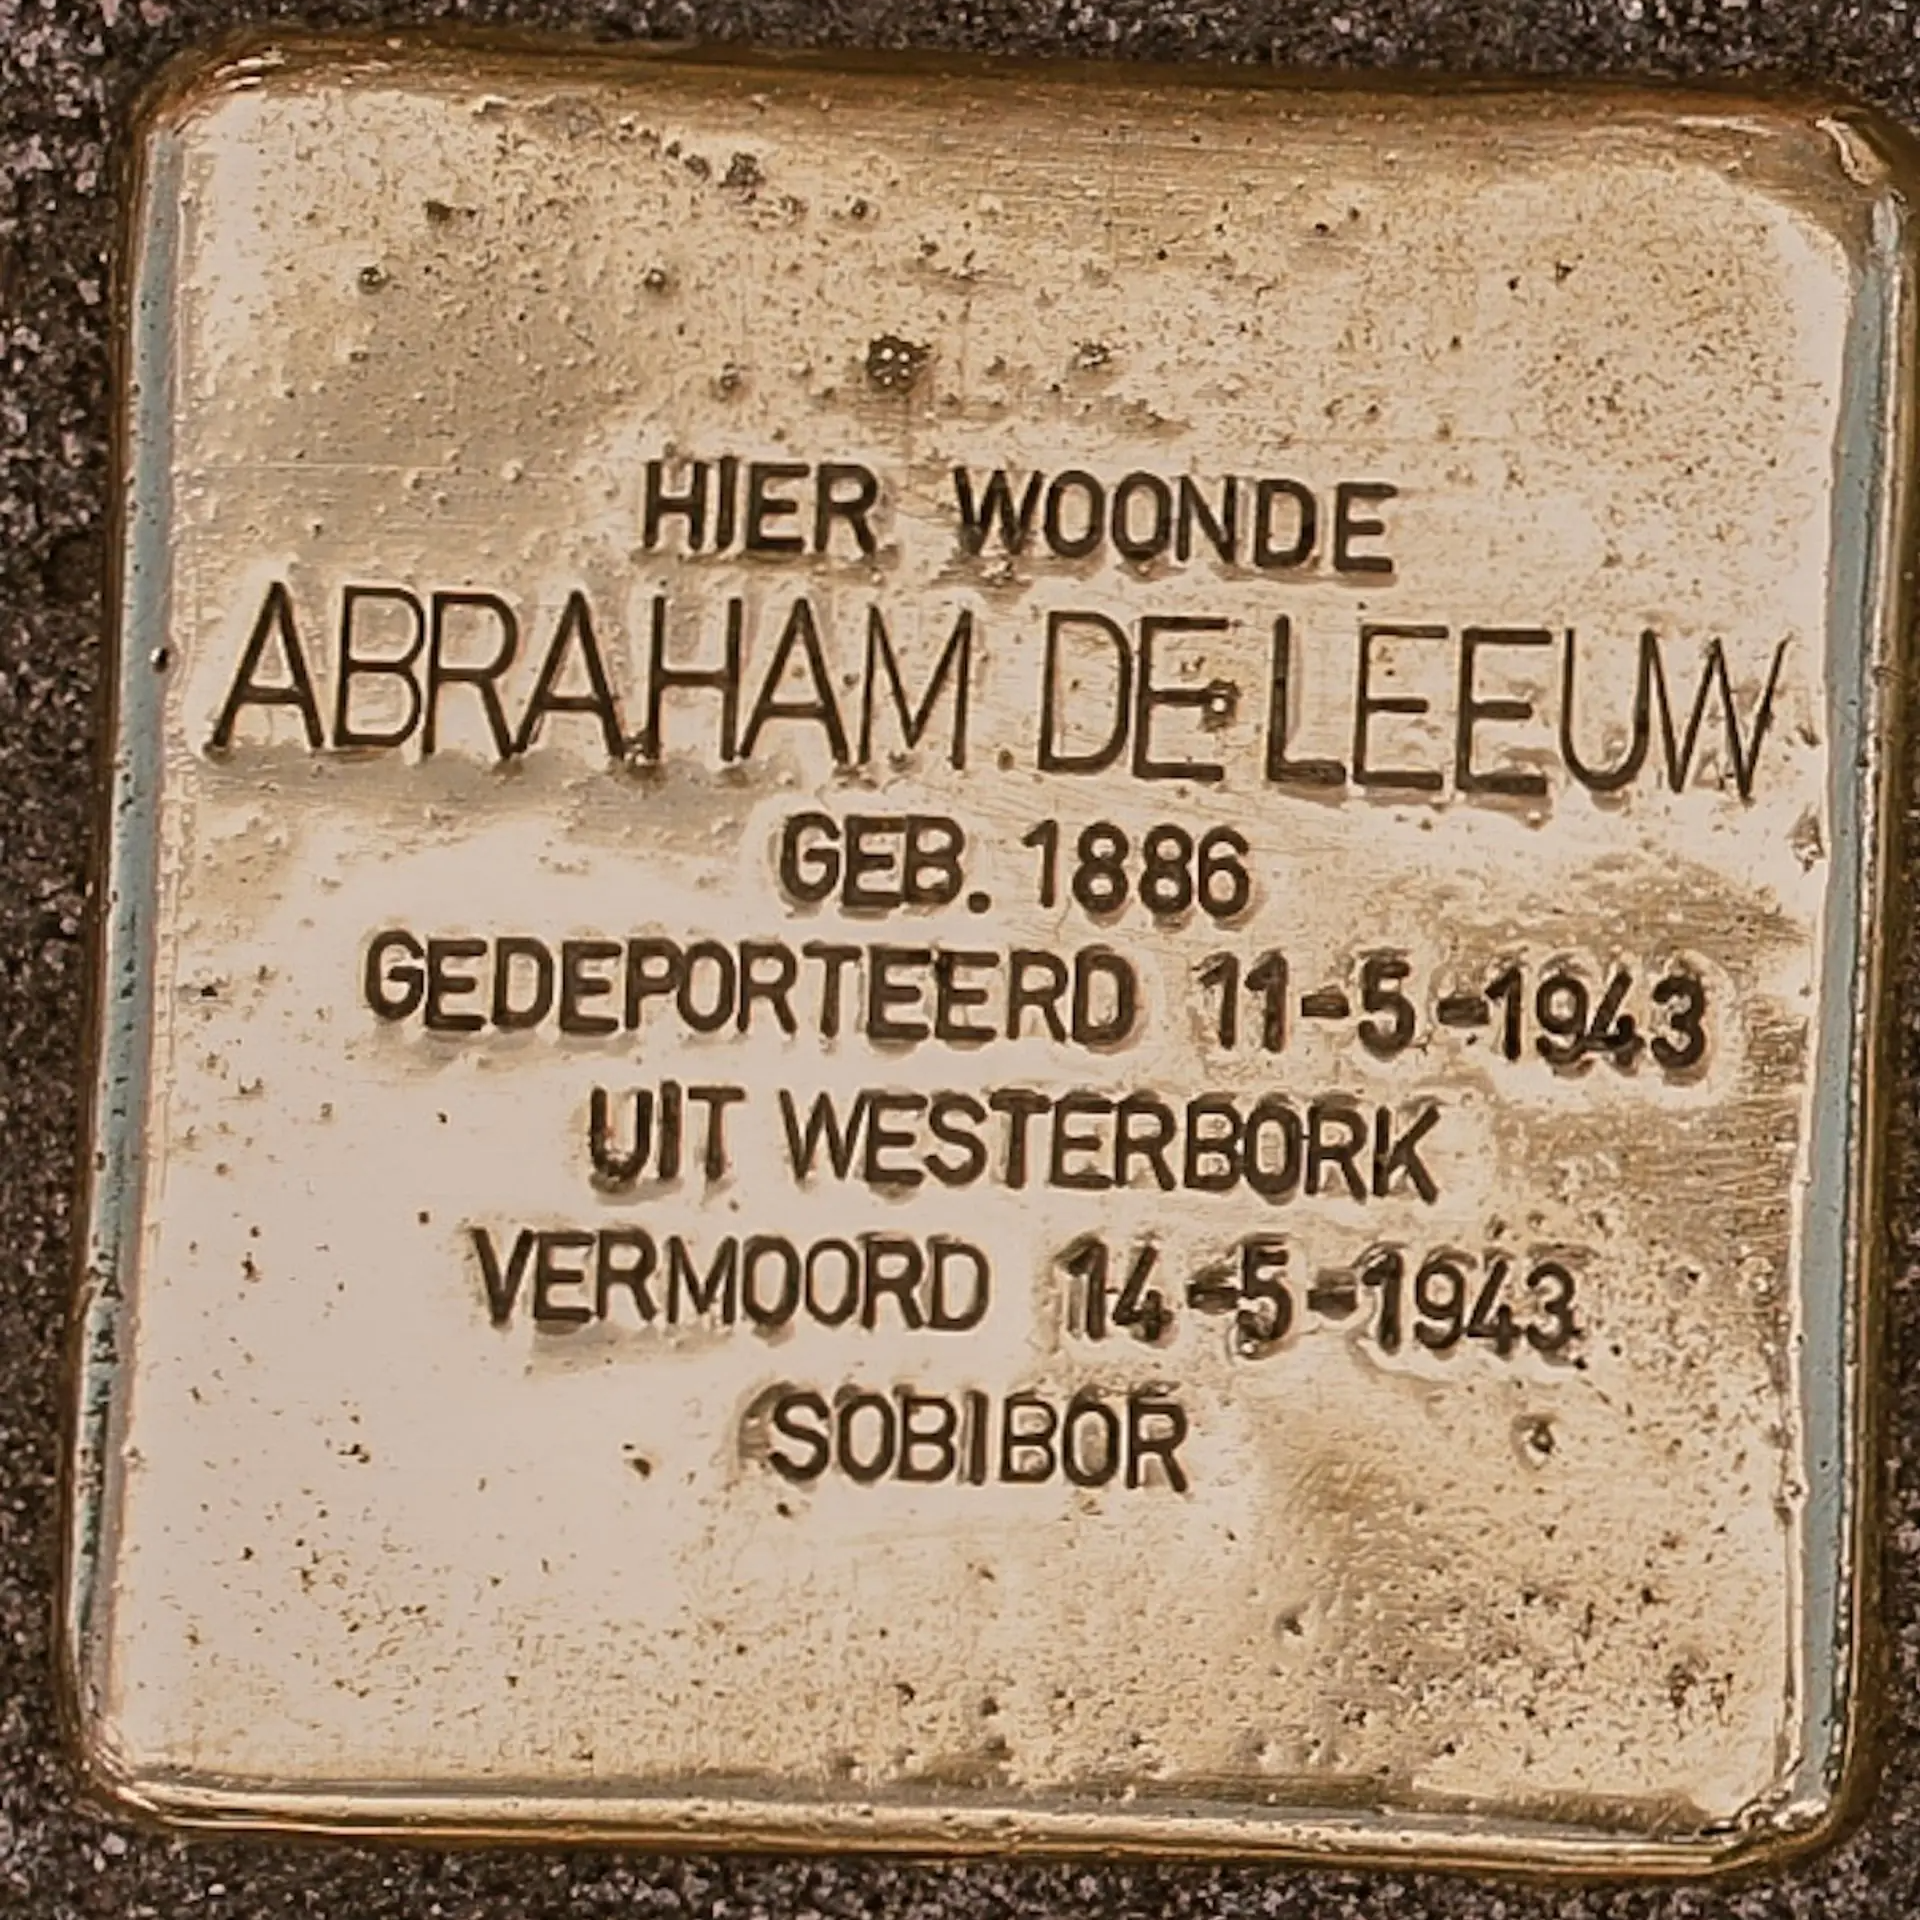 HIER WOONDE
ABRAHAM DE LEEUW
GEB. 1886
GEDEPORTEERD 11-5-1943
UIT WESTERBORK
VERMOORD 14-5-1943
SOBIBOR